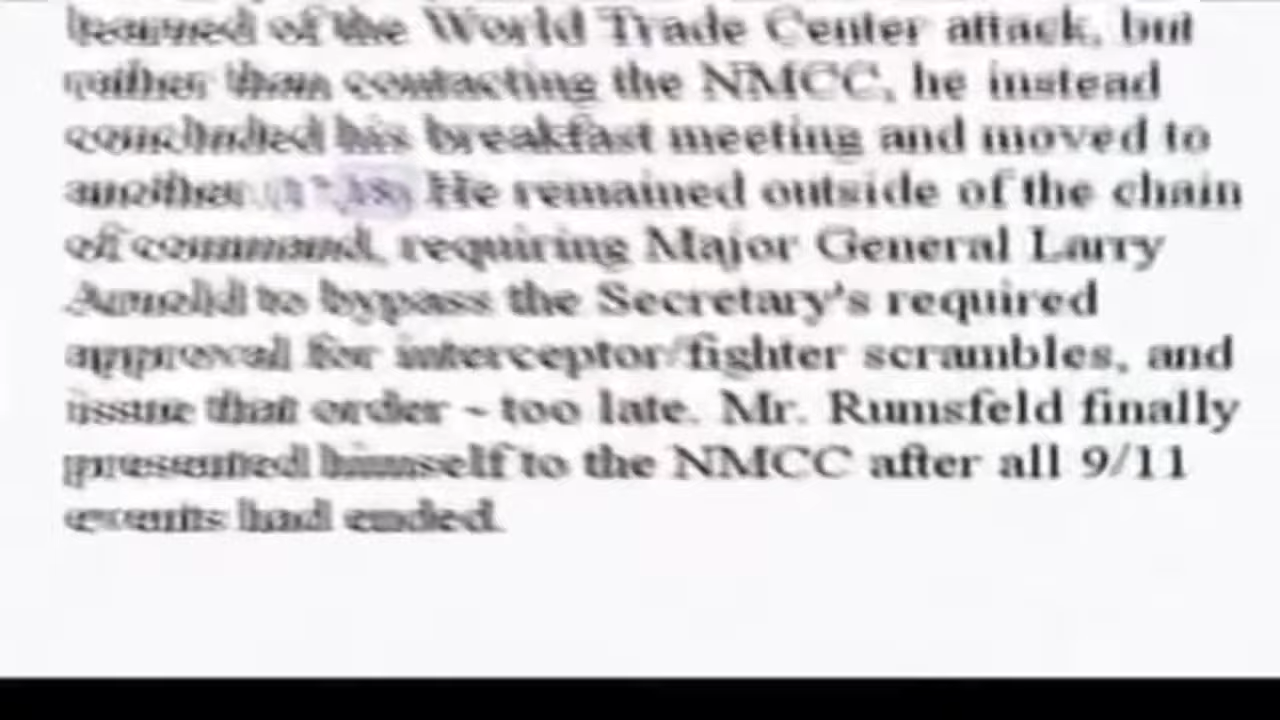 learned of the World Trade Center attack, but
rather than contacting the NMCC, he instead
concluded his breakfast meeting and moved to
another. He remained outside of the chain
of command, requiring Major General Larry
Arnold to bypass the Secretary's required
approval for interceptor/fighter scrambles, and
issue that order - too late. Mr. Rumsfeld finally
presented himself to the NMCC after all 9/11
events had ended.